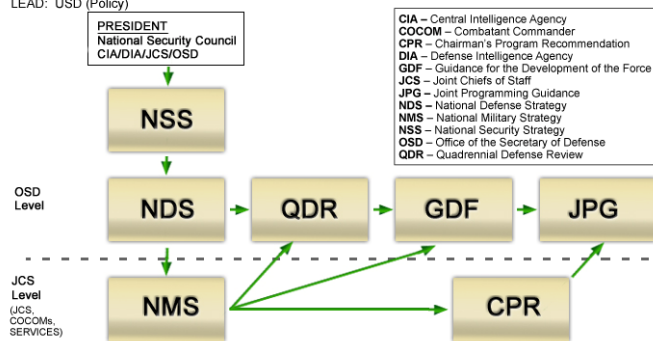 LEAD: USD (Policy)
PRESIDENT
National Security Council
CIA/DIA/JCS/OSD
CIA – Central Intelligence Agency
COCOM – Combatant Commander
CPR – Chairman's Program Recommendation
DIA – Defense Intelligence Agency
GDF – Guidance for the Development of the Force
JCS – Joint Chiefs of Staff
JPG – Joint Programming Guidance
NDS – National Defense Strategy
NMS – National Military Strategy
NSS – National Security Strategy
OSD – Office of the Secretary of Defense
QDR – Quadrennial Defense Review
NSS
OSD
Level
NDS
QDR
GDF
JPG
JCS
Level
(JCS,
COCOMs,
SERVICES)
NMS
CPR